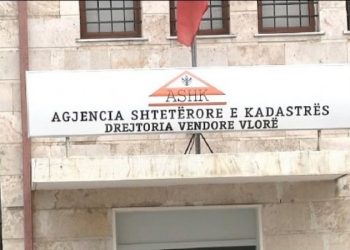 ASHK
AGJENCIA SHTETËRORE E KADASTRËS
DREJTORIA VENDORE VLORË